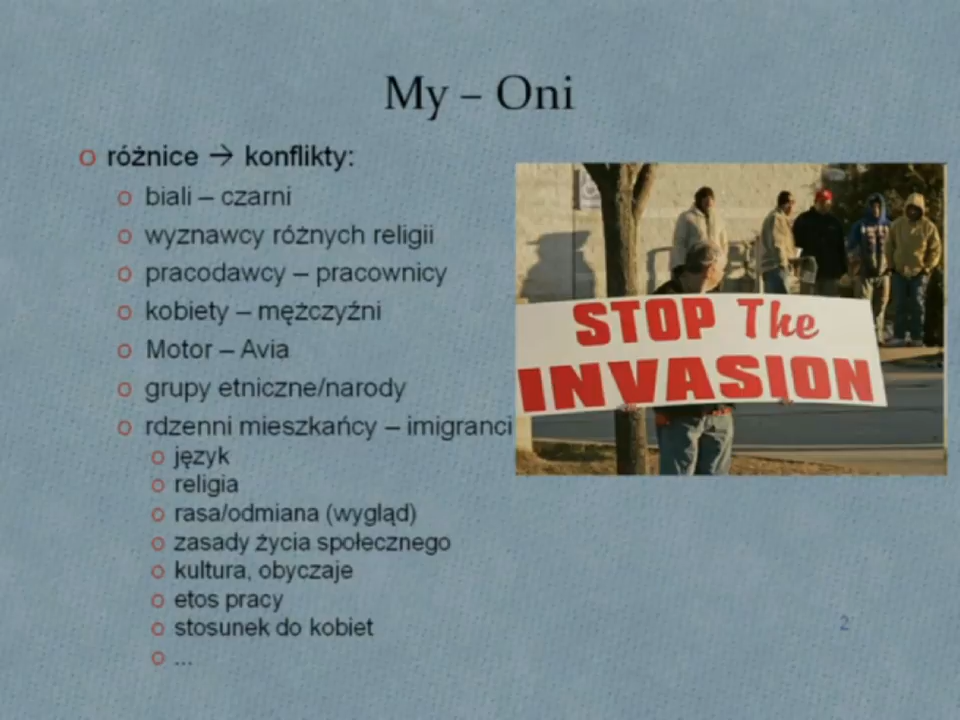 My – Oni
różnice → konflikty:
biali – czarni
wyznawcy różnych religii
pracodawcy – pracownicy
kobiety – mężczyźni
Motor – Avia
grupy etniczne/narody
rdzenni mieszkańcy – imigranci
język
religia
rasa/odmiana (wygląd)
zasady życia społecznego
kultura, obyczaje
etos pracy
stosunek do kobiet
...
STOP The
INVASION
2